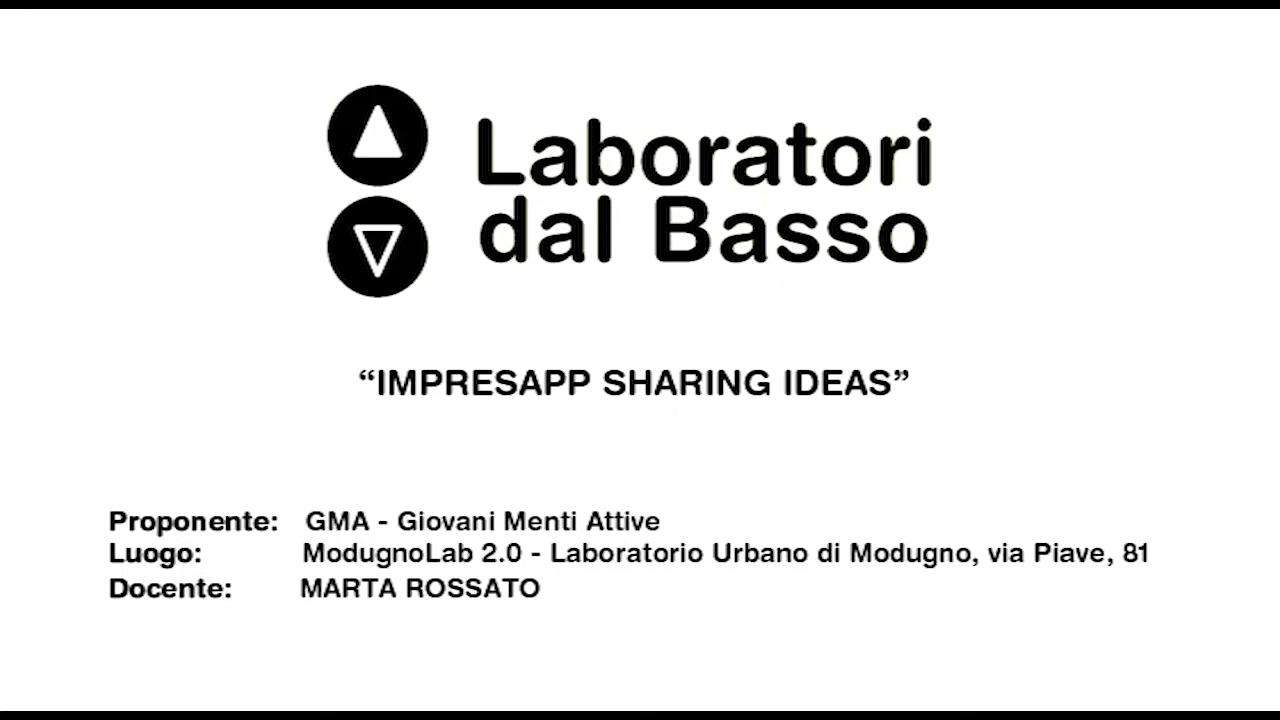 Laboratori
dal Basso
“IMPRESAPP SHARING IDEAS”
Proponente: GMA - Giovani Menti Attive
Luogo: ModugnoLab 2.0 - Laboratorio Urbano di Modugno, via Piave, 81
Docente: MARTA ROSSATO